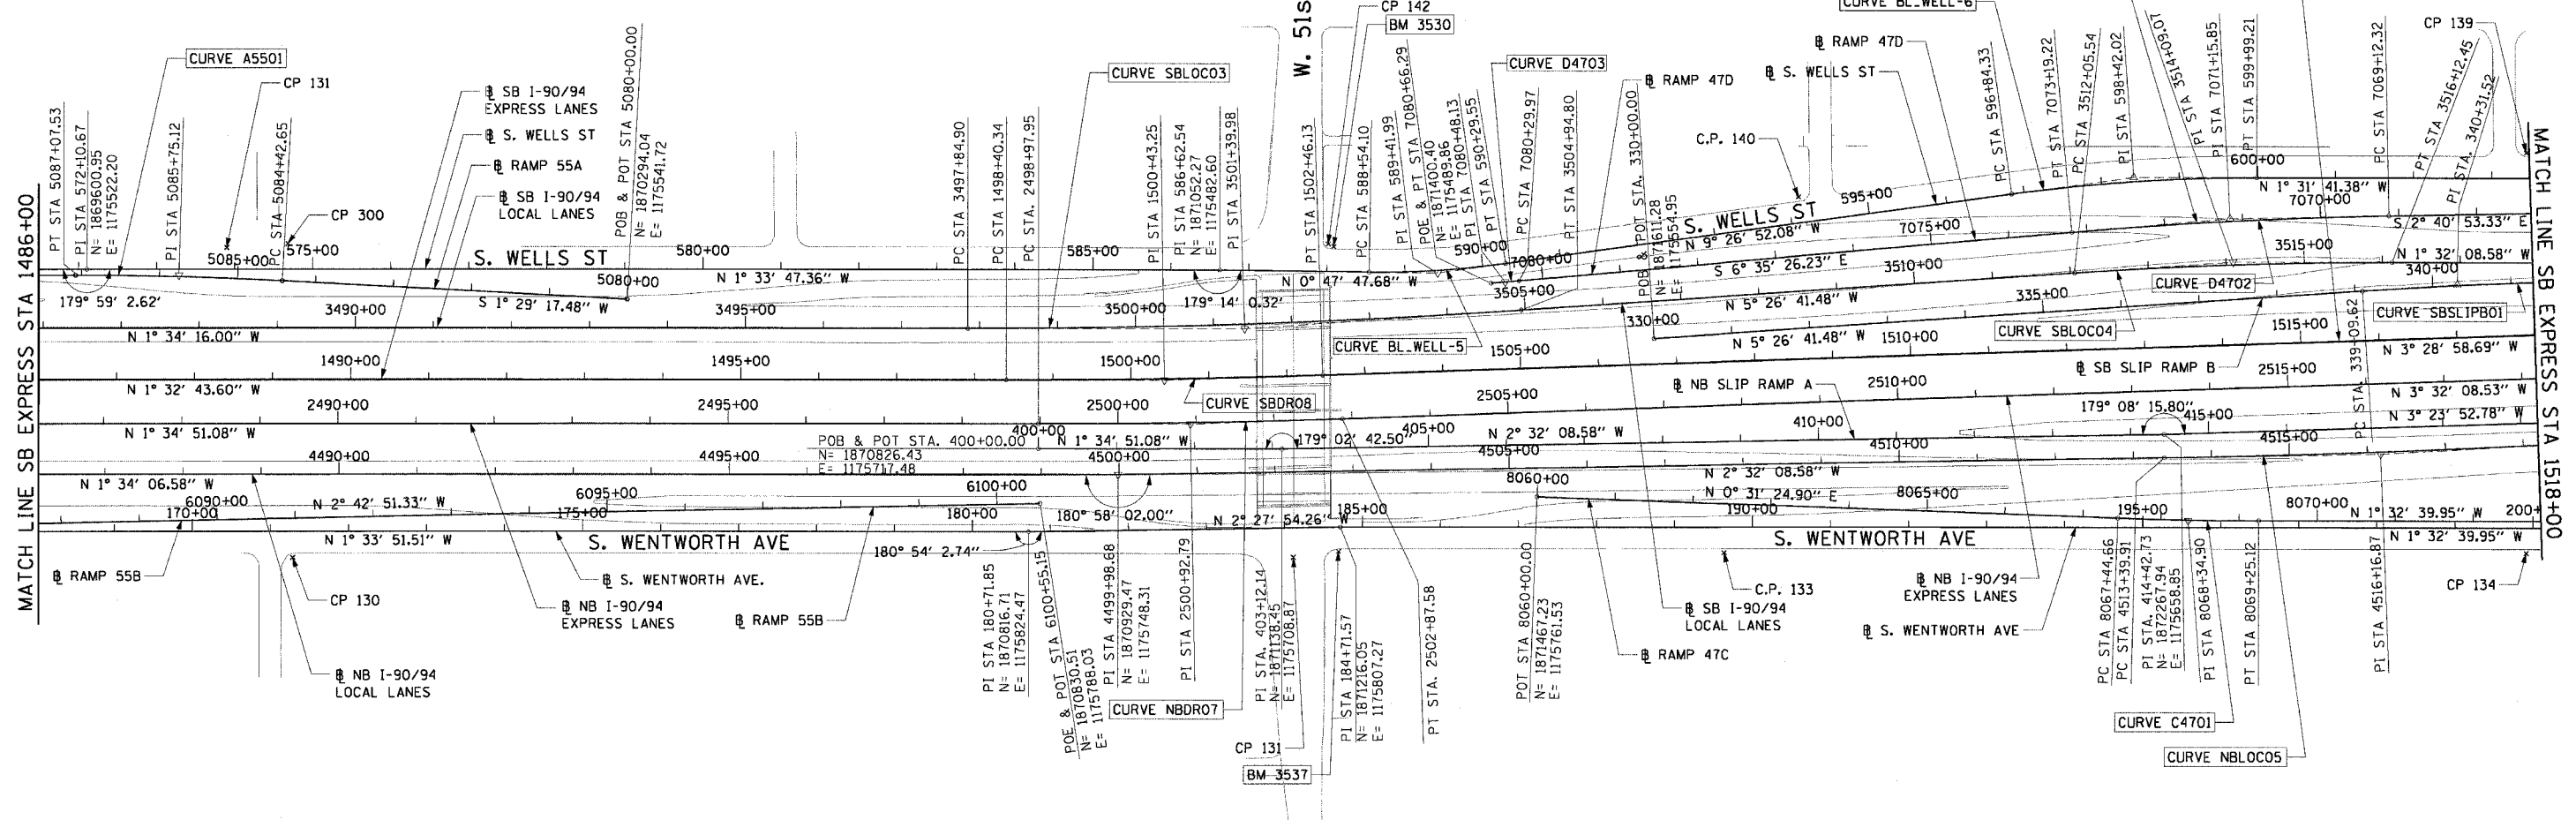 MATCH LINE SB EXPRESS STA 1486+00
PT STA 5087+07.53
PI STA 572+10.67
N= 1869600.95
E= 1175522.20
CURVE A5501
PI STA 5085+75.12
CP 131
PC STA 5084+42.65
CP 300
SB I-90/94
EXPRESS LANES
S. WELLS ST
RAMP 55A
SB I-90/94
LOCAL LANES
POB & POT STA 5080+00.00
N= 1870294.04
E= 1175541.72
PC STA 3497+84.90
PC STA 1498+40.34
PC STA. 2498+97.95
CURVE SBLOC03
PI STA 1500+43.25
PI STA 586+62.54
N= 1871052.27
E= 1175482.60
PI STA 3501+39.98
W. 51s
CP 142
BM 3530
PT STA 1502+46.13
PC STA 588+54.10
PI STA 589+41.99
POE & PT STA 7080+66.29
N= 1871400.40
E= 1175489.86
PI STA 7080+48.13
PT STA 590+29.55
CURVE D4703
PC STA 7080+29.97
PT STA 3504+94.80
RAMP 47D
POB & POT STA. 330+00.00
N= 1871611.28
E= 1175554.95
CURVE BL_WELL-6
RAMP 47D
S. WELLS ST
C.P. 140
PC STA 596+84.33
PT STA 7073+19.22
PC STA 3512+05.54
PI STA 598+42.02
PI STA 3514+09.07
PI STA 7071+15.85
PT STA 599+99.21
PC STA 7069+12.32
PT STA 3516+12.45
PI STA. 340+31.52
CP 139
MATCH LINE SB EXPRESS STA 1518+00
179° 59' 2.62'
5085+00
575+00
S. WELLS ST
5080+00
580+00
N 1° 33' 47.36" W
585+00
179° 14' 0.32'
N 0° 47' 47.68" W
590+00
7080+00
S. WELLS ST
595+00
N 9° 26' 52.08" W
7075+00
600+00
N 1° 31' 41.38" W
7070+00
S 2° 40' 53.33" E
S 1° 29' 17.48" W
3490+00
3495+00
3500+00
3505+00
S 6° 35' 26.23" E
3510+00
3515+00
N 1° 32' 08.58" W
340+00
N 1° 34' 16.00" W
N 5° 26' 41.48" W
335+00
CURVE D4702
330+00
N 5° 26' 41.48" W
CURVE SBLOC04
CURVE SBSLIPB01
1490+00
1495+00
1500+00
CURVE BL_WELL-5
1505+00
1510+00
1515+00
N 3° 28' 58.69" W
N 1° 32' 43.60" W
CURVE SBDR08
NB SLIP RAMP A
SB SLIP RAMP B
PC STA. 339+09.62
2490+00
2495+00
2500+00
2505+00
2510+00
2515+00
N 3° 32' 08.53" W
N 1° 34' 51.08" W
POB & POT STA. 400+00.00
N= 1870826.43
E= 1175717.48
400+00
N 1° 34' 51.08" W
179° 02' 42.50"
405+00
N 2° 32' 08.58" W
410+00
179° 08' 15.80"
415+00
N 3° 23' 52.78" W
4490+00
4495+00
4500+00
4505+00
4510+00
4515+00
N 1° 34' 06.58" W
N 2° 32' 08.58" W
6090+00
N 2° 42' 51.33" W
6095+00
6100+00
8060+00
N 0° 31' 24.90" E
8065+00
8070+00
N 1° 32' 39.95" W
170+00
175+00
180+00
180° 58' 02.00"
N 2° 27' 54.26" W
185+00
190+00
195+00
200+
N 1° 33' 51.51" W
S. WENTWORTH AVE
180° 54' 2.74"
S. WENTWORTH AVE
N 1° 32' 39.95" W
RAMP 55B
CP 130
S. WENTWORTH AVE.
NB I-90/94
EXPRESS LANES
RAMP 55B
NB I-90/94
LOCAL LANES
PI STA 180+71.85
N= 1870816.71
E= 1175824.47
POE & POT STA 6100+55.15
N= 1870830.51
E= 1175788.03
PI STA 4499+98.68
N= 1870929.47
E= 1175748.31
PI STA 2500+92.79
CURVE NBDR07
PI STA. 403+12.14
N= 1871138.45
E= 1175708.87
CP 131
BM 3537
PI STA 184+71.57
N= 1871216.05
E= 1175807.27
PT STA. 2502+87.58
POT STA 8060+00.00
N= 1871467.23
E= 1175761.53
RAMP 47C
SB I-90/94
LOCAL LANES
C.P. 133
NB I-90/94
EXPRESS LANES
S. WENTWORTH AVE
PC STA 8067+44.66
PC STA 4513+39.91
PI STA. 414+42.73
N= 1872267.94
E= 1175658.85
PI STA 8068+34.90
PT STA 8069+25.12
PI STA 4516+16.87
CP 134
CURVE C4701
CURVE NBLOC05